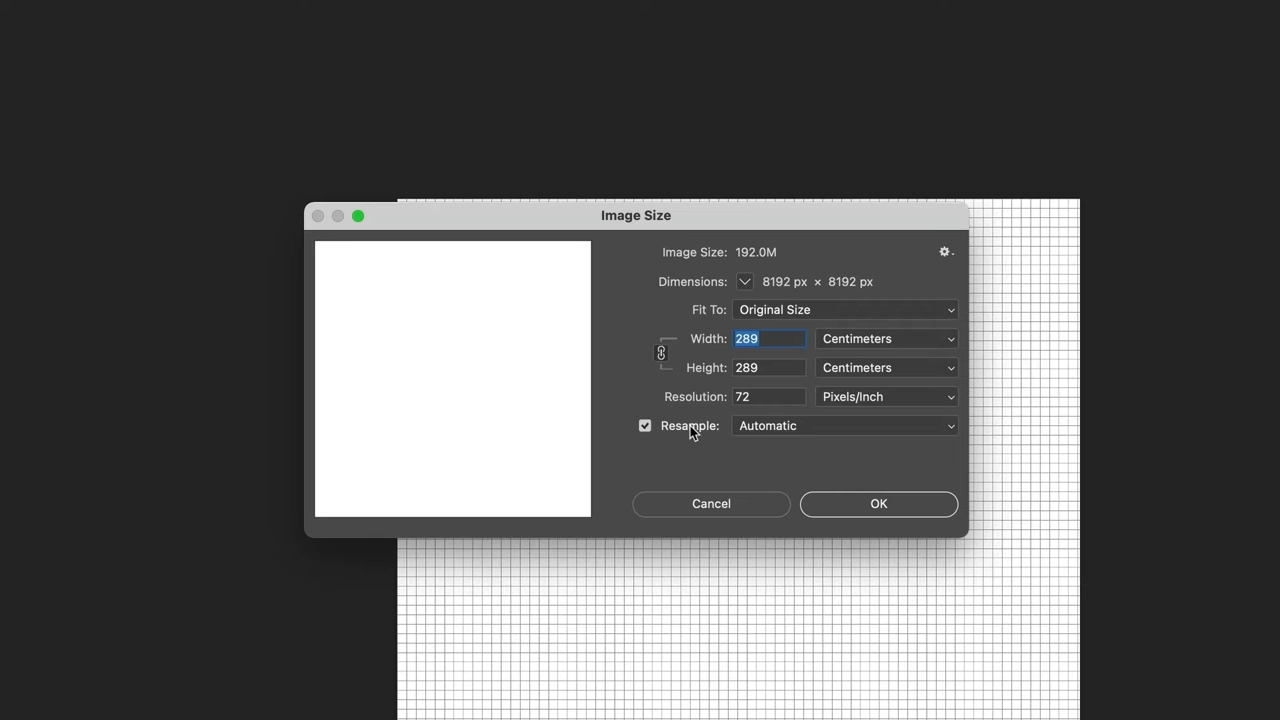 Image Size
Image Size: 192.0M
Dimensions: 8192 px × 8192 px
Fit To: Original Size
Width: 289 Centimeters
Height: 289 Centimeters
Resolution: 72 Pixels/Inch
Resample: Automatic
Cancel OK